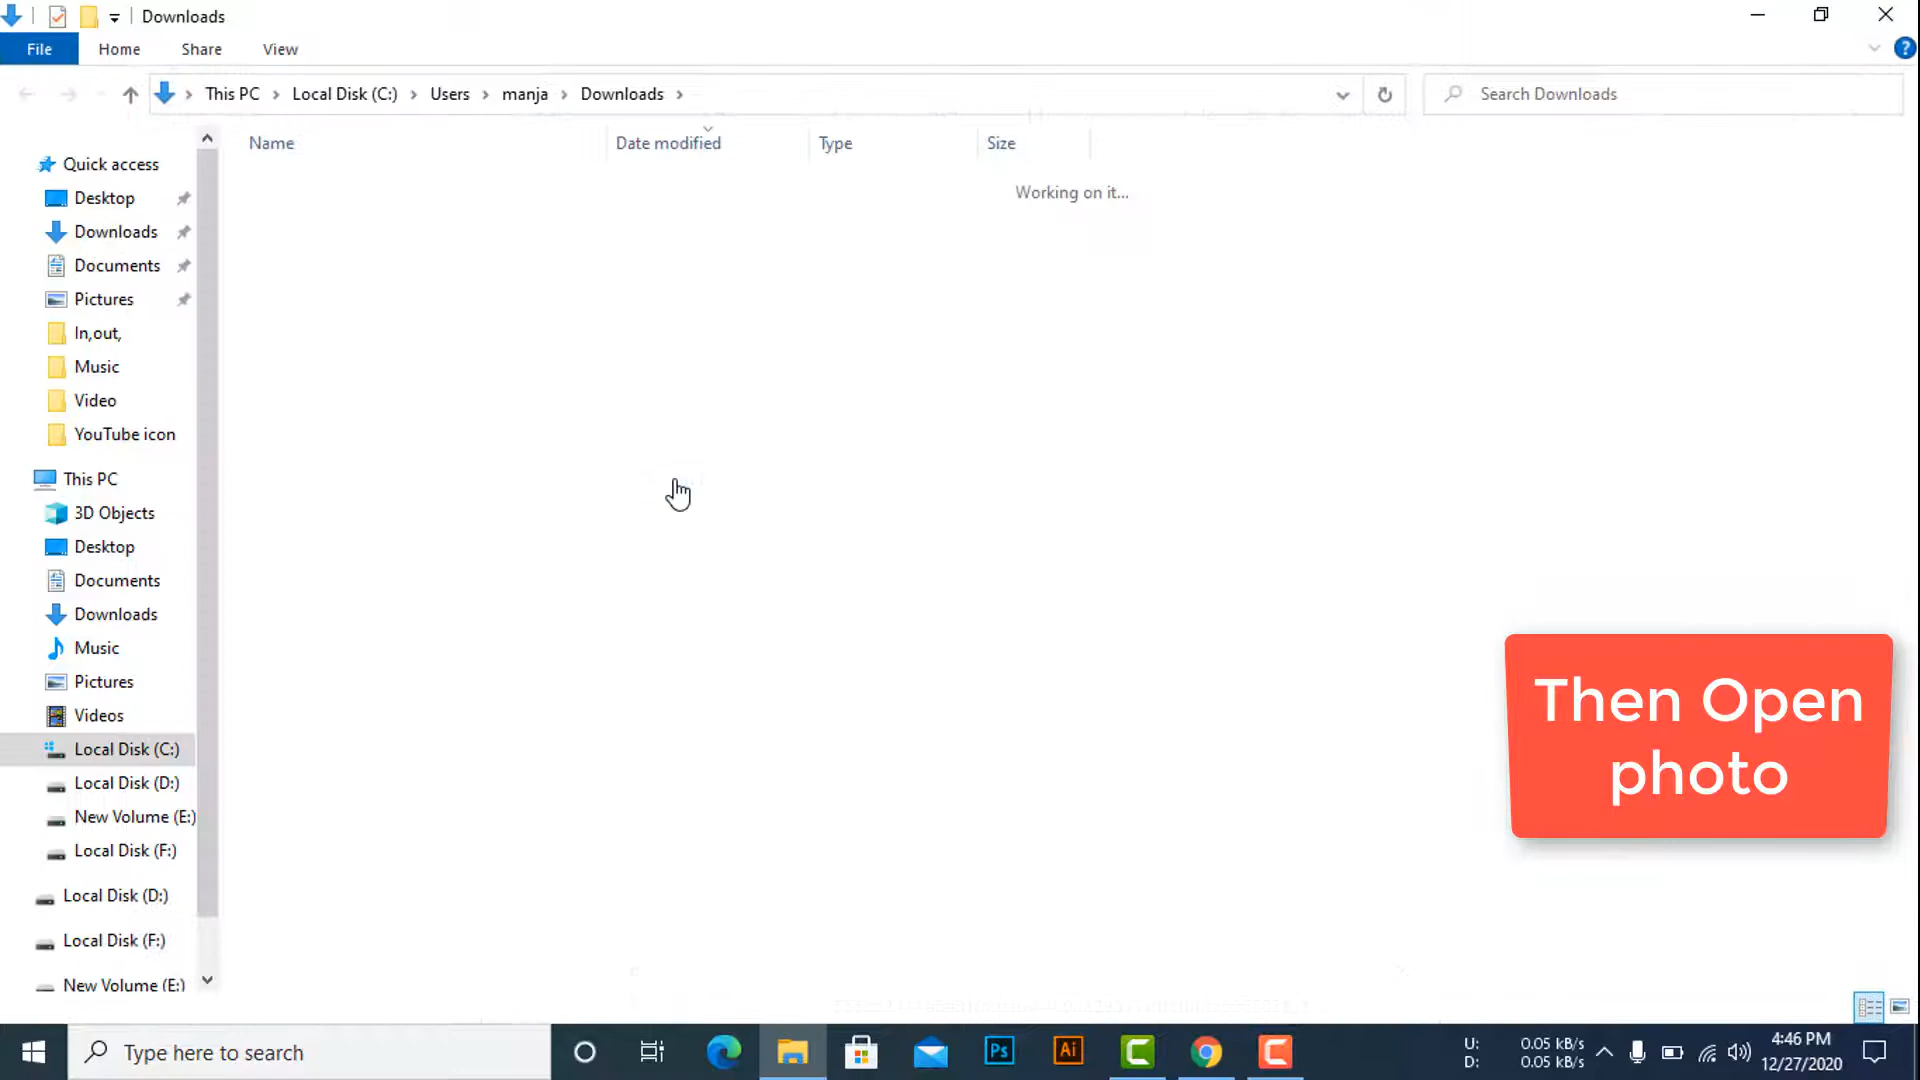 Downloads
File Home Share View
This PC Local Disk (C:) Users manja Downloads
Search Downloads
Name Date modified Type Size
Working on it...
Quick access
Desktop
Downloads
Documents
Pictures
In,out,
Music
Video
YouTube icon
This PC
3D Objects
Desktop
Documents
Downloads
Music
Pictures
Videos
Local Disk (C:)
Local Disk (D:)
New Volume (E:)
Local Disk (F:)
Local Disk (D:)
Local Disk (F:)
New Volume (E:)
Then Open
photo
Type here to search
Ps
Ai
U: 0.05 kB/s
D: 0.05 kB/s
4:46 PM
12/27/2020